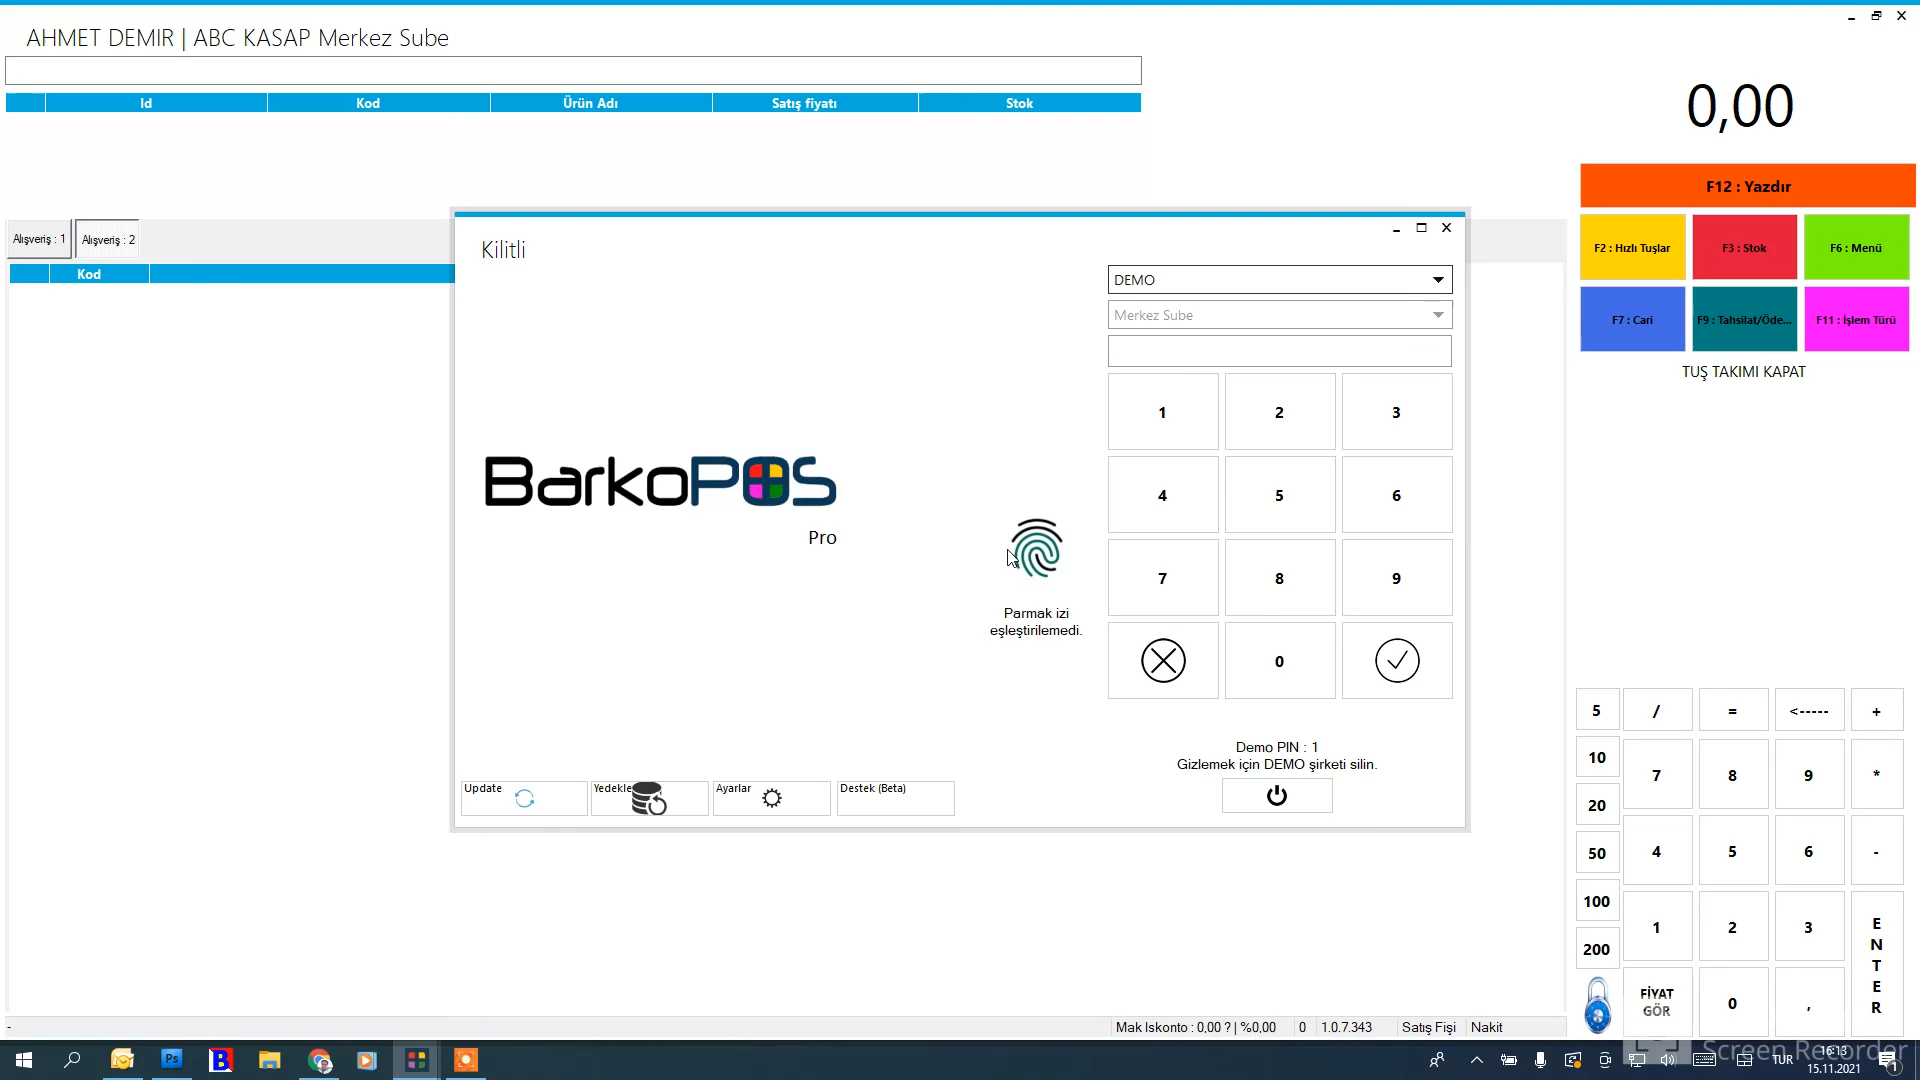 AHMET DEMIR | ABC KASAP Merkez Sube
Id Kod Ürün Adı Satış fiyatı Stok
0,00
F12 : Yazdır
F2 : Hızlı Tuşlar F3 : Stok F6 : Menü
F7 : Cari F9 : Tahsilat/Öde... F11 : İşlem Türü
TUŞ TAKIMI KAPAT
Alışveriş : 1 Alışveriş : 2
Kod
Kilitli
DEMO
Merkez Sube
1 2 3
4 5 6
7 8 9
0
BarkoPOS
Pro
Parmak izi
eşleştirilemedi.
Demo PIN : 1
Gizlemek için DEMO şirketi silin.
Update Yedekle Ayarlar Destek (Beta)
5 / = <----- +
10 7 8 9 *
20
50 4 5 6 -
100 1 2 3 ENTER
200
FİYAT
GÖR
0 ,
- Mak Iskonto : 0,00 ? | %0,00 0 1.0.7.343 Satış Fişi Nakit
Ps B TUR 16:13
15.11.2021 1
Screen Recorder